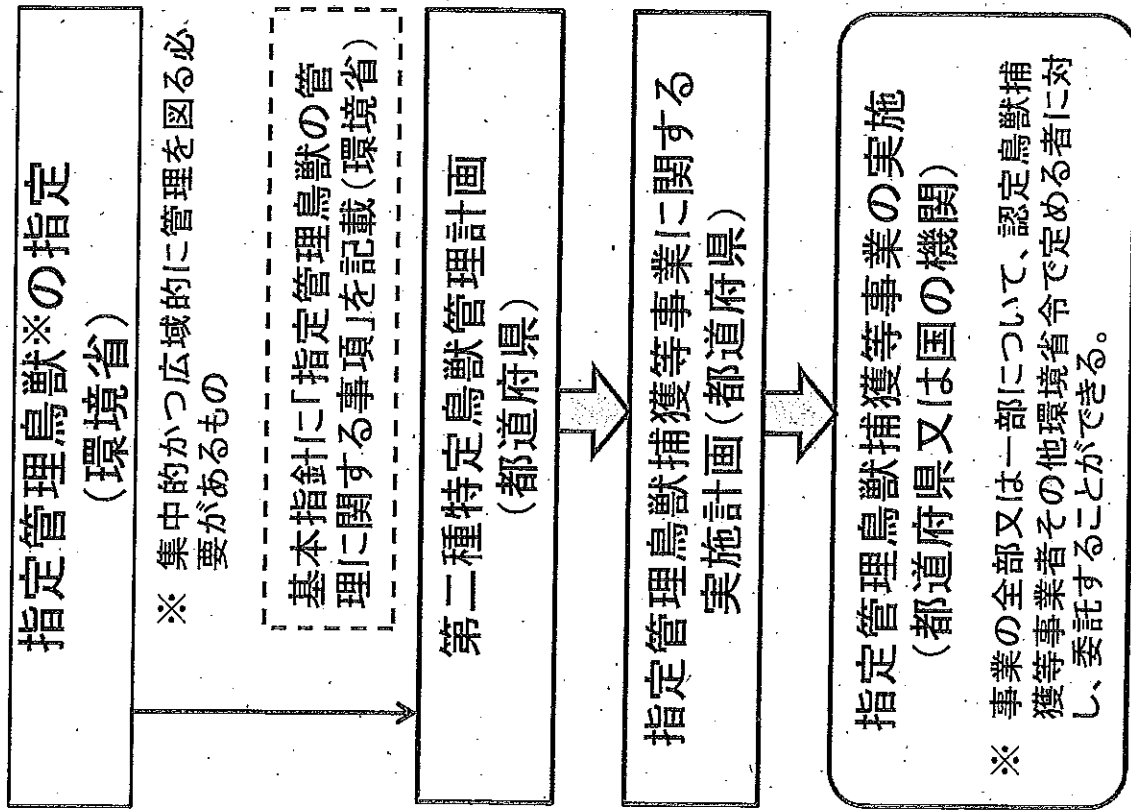 指定管理鳥獣※の指定
(環境省)
※ 集中的かつ広域的に管理を図る必
要があるもの
基本指針に「指定管理鳥獣の管
理に関する事項」を記載(環境省)
第二種特定鳥獣管理計画
(都道府県)
指定管理鳥獣捕獲等事業に関する
実施計画(都道府県)
指定管理鳥獣捕獲等事業の実施
(都道府県又は国の機関)
※ 事業の全部又は一部について、認定鳥獣捕
獲等事業者その他環境省令で定める者に対
し、委託することができる。